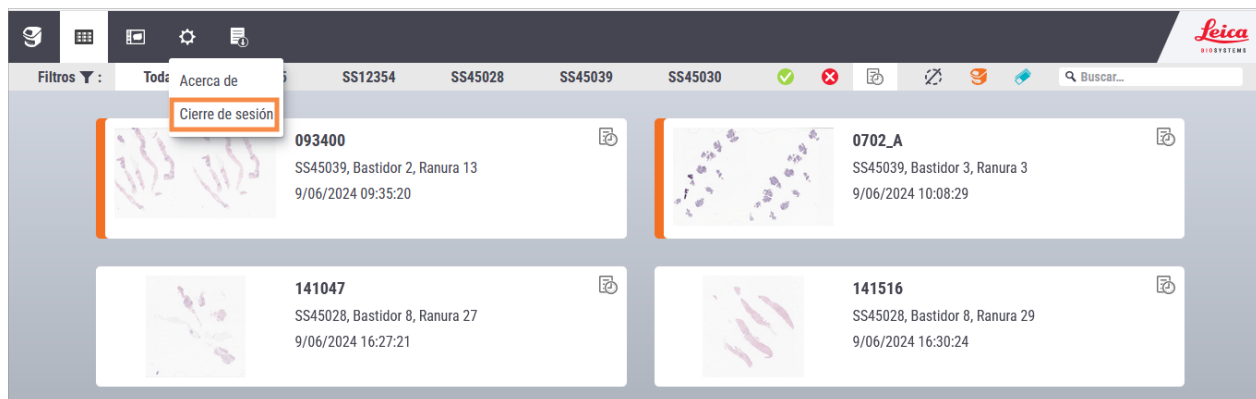 Leica
BIOSYSTEMS
Filtros : SS12354 SS45028 SS45039 SS45030 Buscar...
Acerca de
Cierre de sesión
093400
SS45039, Bastidor 2, Ranura 13
9/06/2024 09:35:20
0702_A
SS45039, Bastidor 3, Ranura 3
9/06/2024 10:08:29
141047
SS45028, Bastidor 8, Ranura 27
9/06/2024 16:27:21
141516
SS45028, Bastidor 8, Ranura 29
9/06/2024 16:30:24